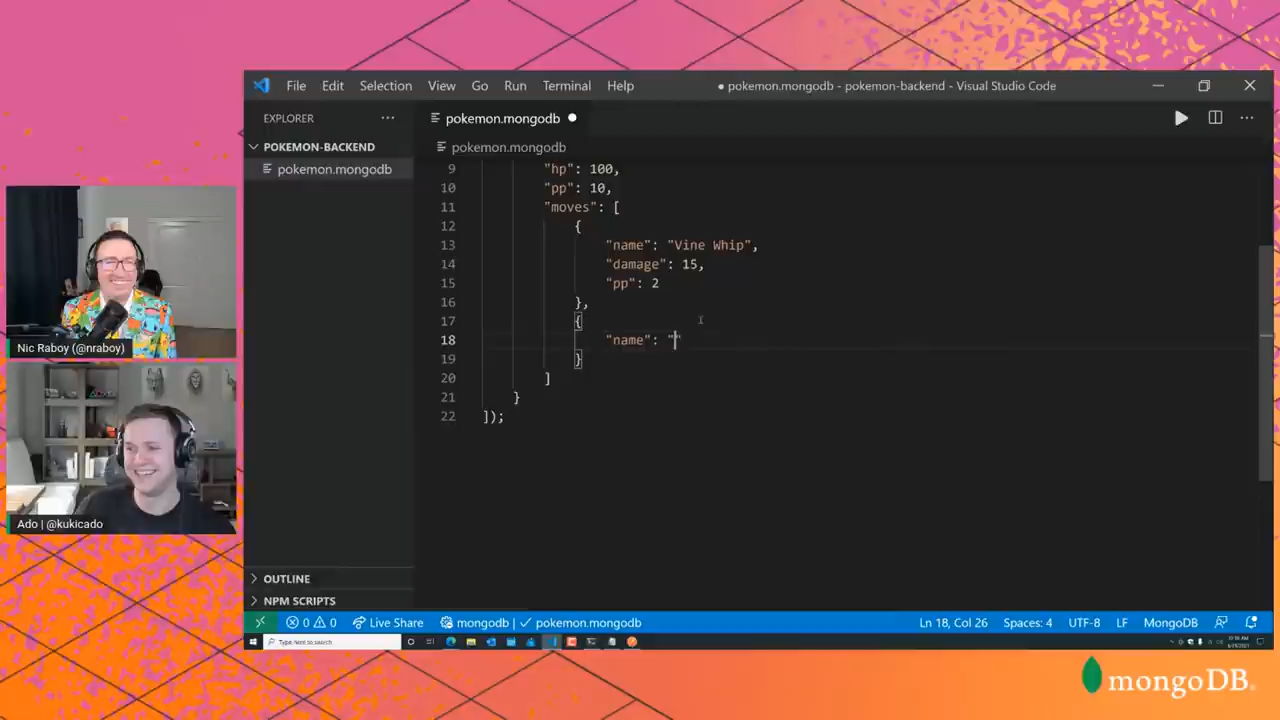 File Edit Selection View Go Run Terminal Help
● pokemon.mongodb - pokemon-backend - Visual Studio Code
EXPLORER
pokemon.mongodb
POKEMON-BACKEND
pokemon.mongodb
pokemon.mongodb
9 "hp": 100,
10 "pp": 10,
11 "moves": [
12 {
13 "name": "Vine Whip",
14 "damage": 15,
15 "pp": 2
16 },
17 {
18 "name": ""
19 }
20 ]
21 }
22 ]);
Nic Raboy (@nraboy)
Ado | @kukicado
OUTLINE
NPM SCRIPTS
0 0 Live Share mongodb | ✓ pokemon.mongodb Ln 18, Col 26 Spaces: 4 UTF-8 LF MongoDB
Type here to search
mongoDB.